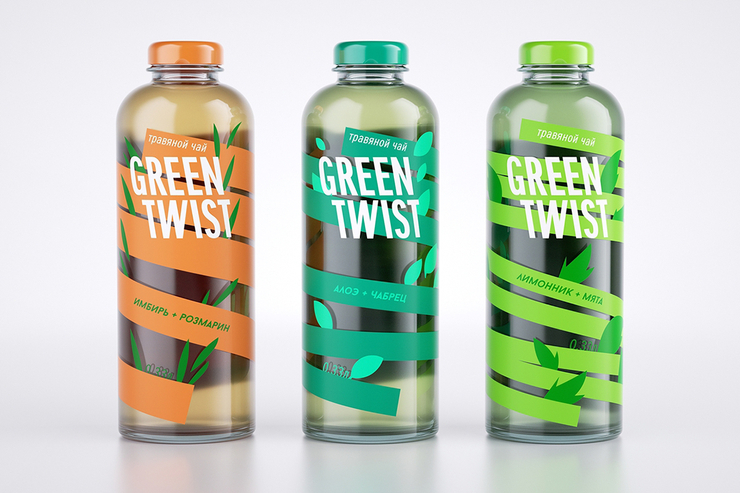 травяной чай
GREEN
TWIST
ИМБИРЬ + РОЗМАРИН
0,33л
травяной чай
GREEN
TWIST
АЛОЭ + ЧАБРЕЦ
0,33л
травяной чай
GREEN
TWIST
ЛИМОННИК + МЯТА
0,33л